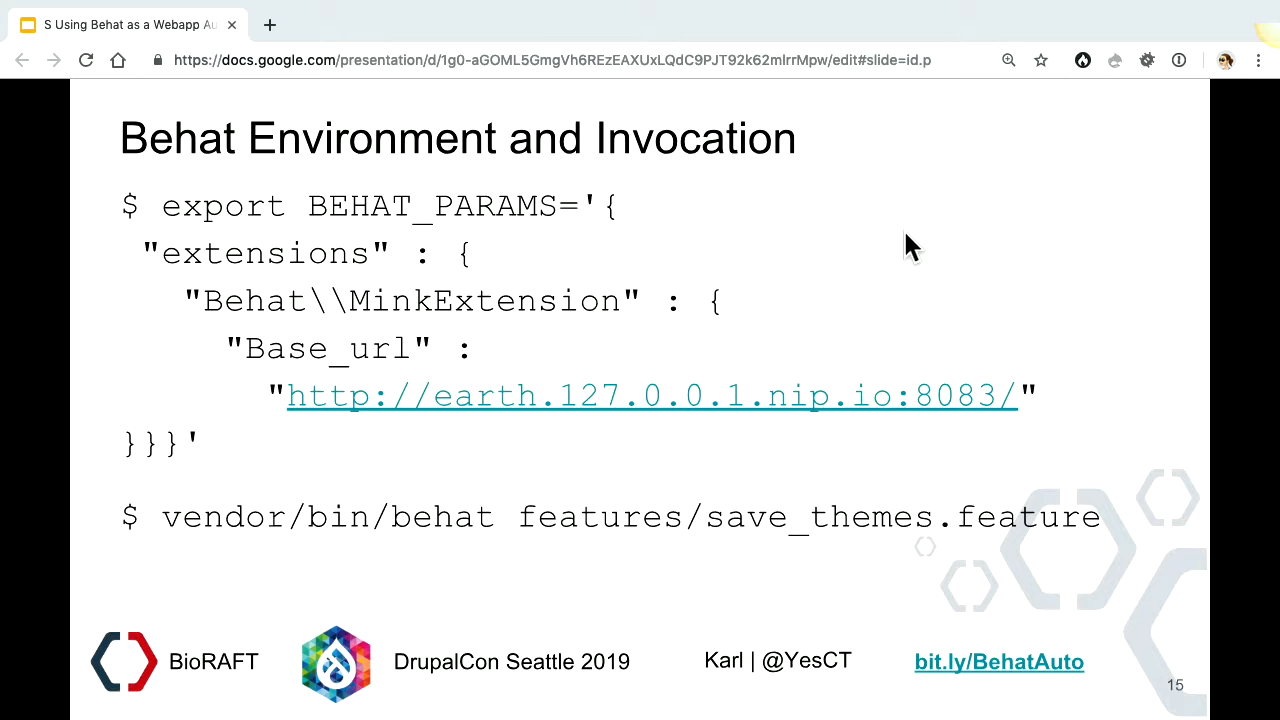 S Using Behat as a Webapp Au
https://docs.google.com/presentation/d/1g0-aGOML5GmgVh6REzEAXUxLQdC9PJT92k62mIrrMpw/edit#slide=id.p
Behat Environment and Invocation
$ export BEHAT_PARAMS='{
"extensions" : {
"Behat\\MinkExtension" : {
"Base_url" :
"http://earth.127.0.0.1.nip.io:8083/"
}}}'
$ vendor/bin/behat features/save_themes.feature
BioRAFT
DrupalCon Seattle 2019
Karl | @YesCT
bit.ly/BehatAuto
15